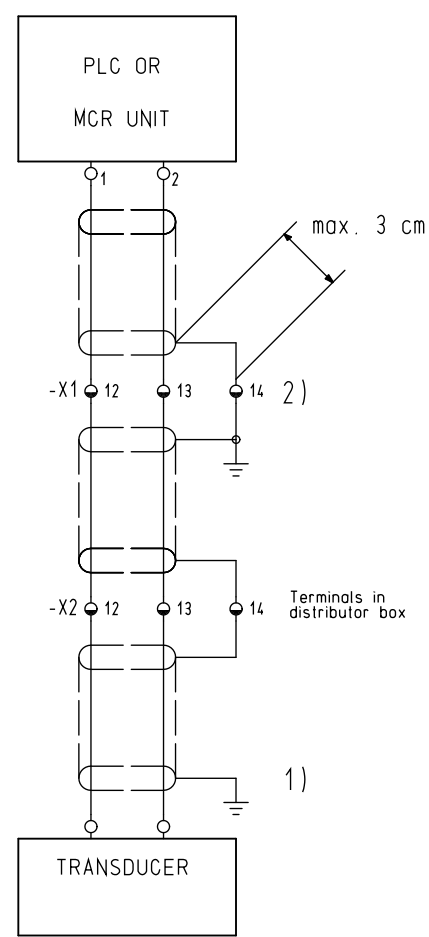 PLC OR
MCR UNIT
1 2
max. 3 cm
-X1 12 13 14 2)
-X2 12 13 14
Terminals in
distributor box
1)
TRANSDUCER